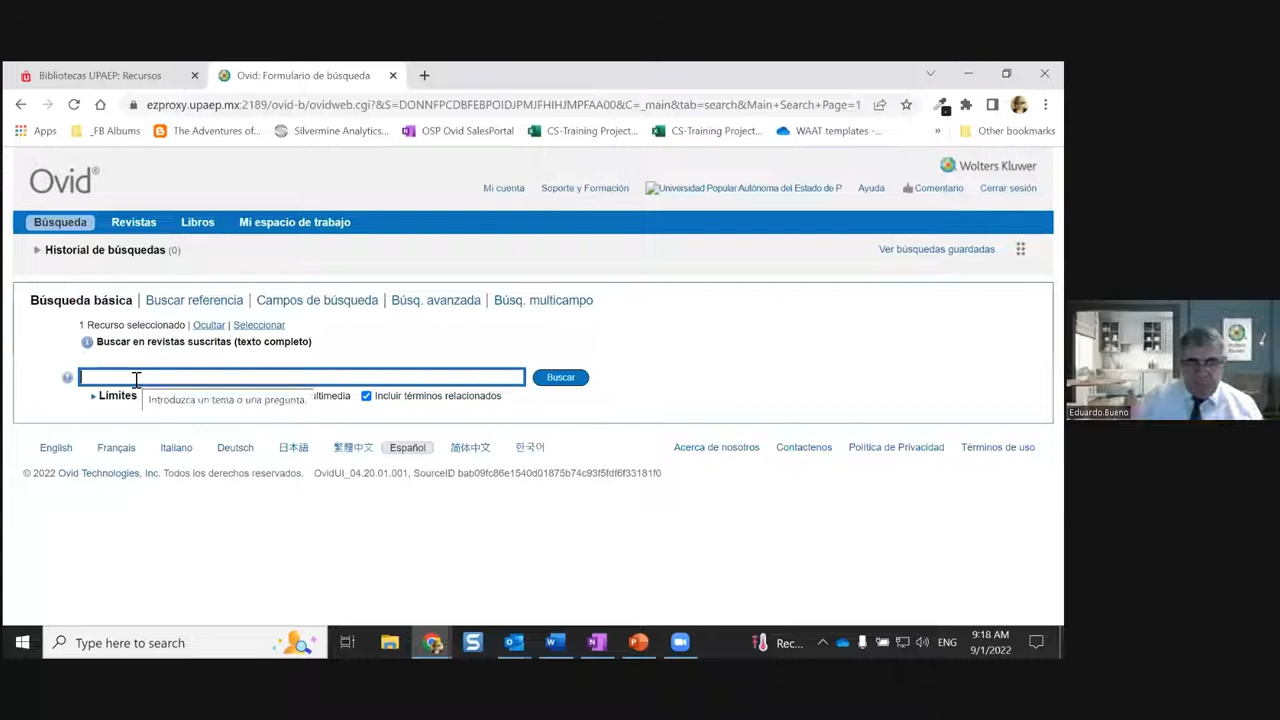 Bibliotecas UPAEP: Recursos
Ovid: Formulario de búsqueda
ezproxy.upaep.mx:2189/ovid-b/ovidweb.cgi?&S=DONNFPCDBFEBPOIDJPMJFHIHJMPFAA00&C=_main&tab=search&Main+Search+Page=1
Apps _FB Albums The Adventures of... Silvermine Analytics... OSP Ovid SalesPortal CS-Training Project... CS-Training Project... WAAT templates -... » Other bookmarks
Wolters Kluwer
Ovid®
Mi cuenta Soporte y Formación Universidad Popular Autónoma del Estado de P Ayuda Comentario Cerrar sesión
Búsqueda Revistas Libros Mi espacio de trabajo
Historial de búsquedas (0) Ver búsquedas guardadas
Búsqueda básica | Buscar referencia | Campos de búsqueda | Búsq. avanzada | Búsq. multicampo
1 Recurso seleccionado | Ocultar | Seleccionar
Buscar en revistas suscritas (texto completo)
Buscar
Límites ultimedia Incluir términos relacionados
Introduzca un tema o una pregunta.
Eduardo.Bueno
English Français Italiano Deutsch 日本語 繁體中文 Español 简体中文 한국어 Acerca de nosotros Contactenos Política de Privacidad Términos de uso
© 2022 Ovid Technologies, Inc. Todos los derechos reservados. OvidUI_04.20.01.001, SourceID bab09fc86e1540d01875b74c93f5fdf6f33181f0
Type here to search Rec... ENG 9:18 AM
9/1/2022